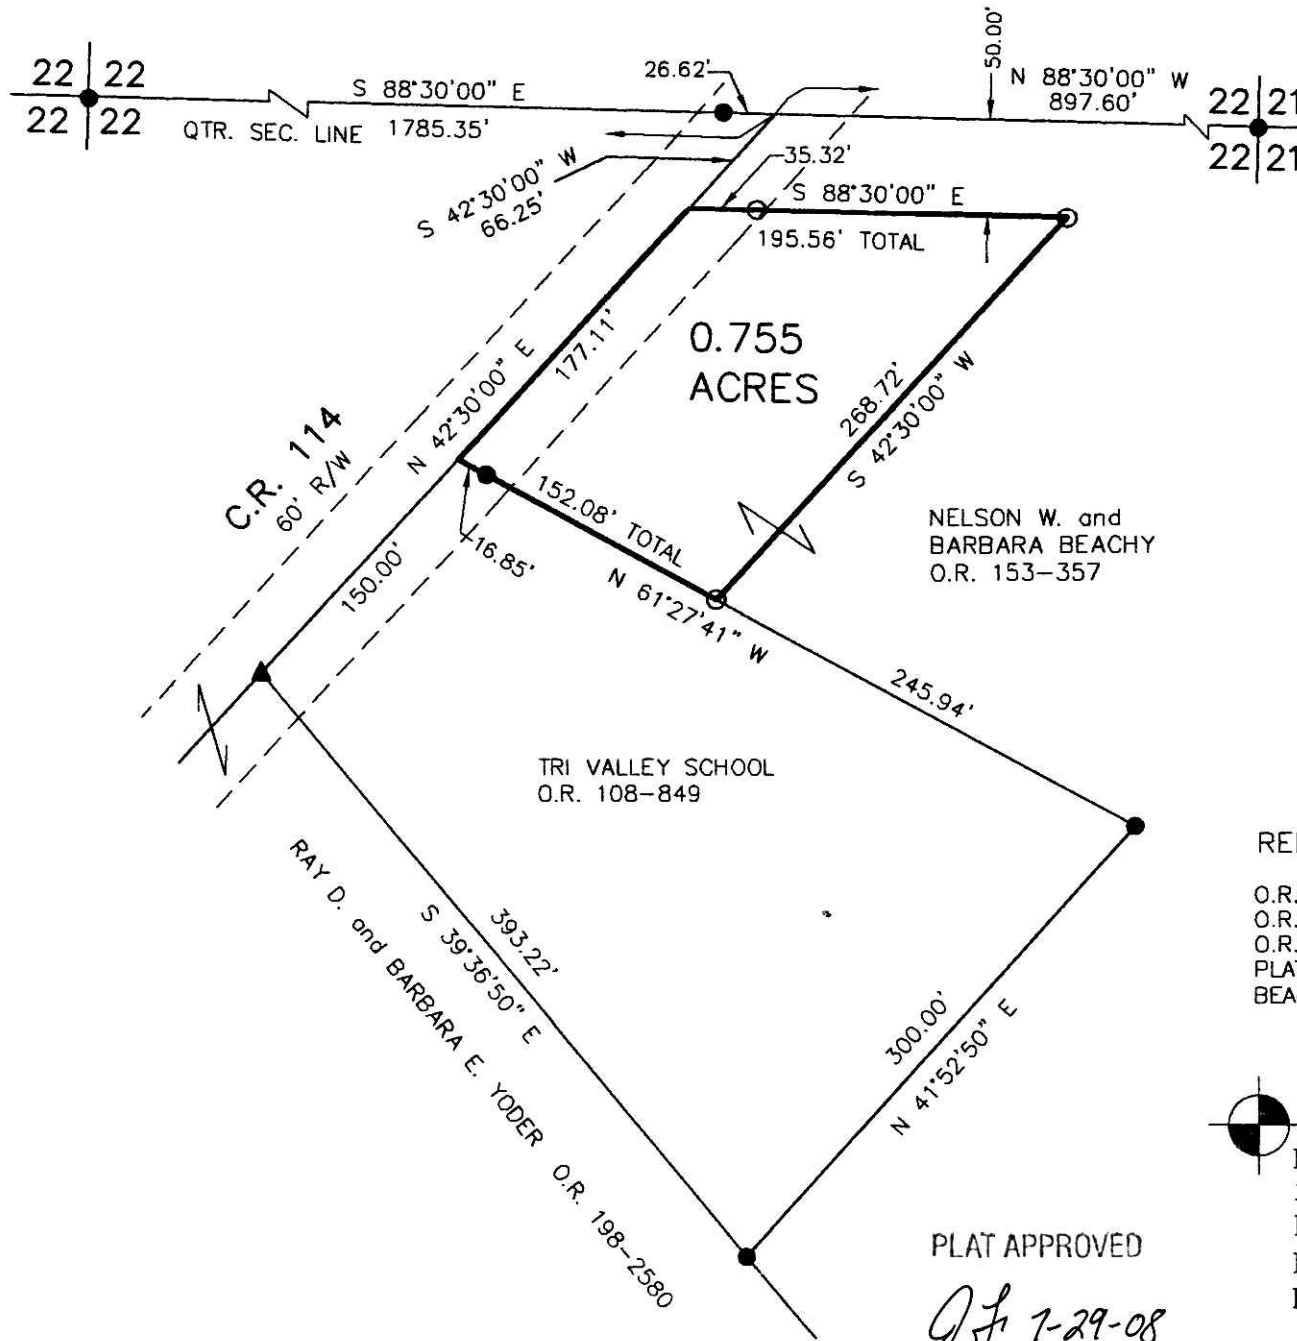 22 22
22 22
S 88°30'00" E
QTR. SEC. LINE 1785.35'
26.62'
50.00'
N 88°30'00" W
897.60'
22 21
22 21
S 42°30'00" W
66.25'
35.32'
S 88°30'00" E
195.56' TOTAL
0.755
ACRES
N 42°30'00" E
177.11'
268.72'
S 42°30'00" W
C.R. 114
60' R/W
152.08' TOTAL
N 61°27'41" W
16.85'
150.00'
NELSON W. and
BARBARA BEACHY
O.R. 153-357
245.94'
TRI VALLEY SCHOOL
O.R. 108-849
RAY D. and BARBARA E. YODER O.R. 198-2580
393.22'
S 39°36'50" E
300.00'
N 41°52'50" E
O.R.
O.R.
O.R.
PLAT APPROVED
1-29-08